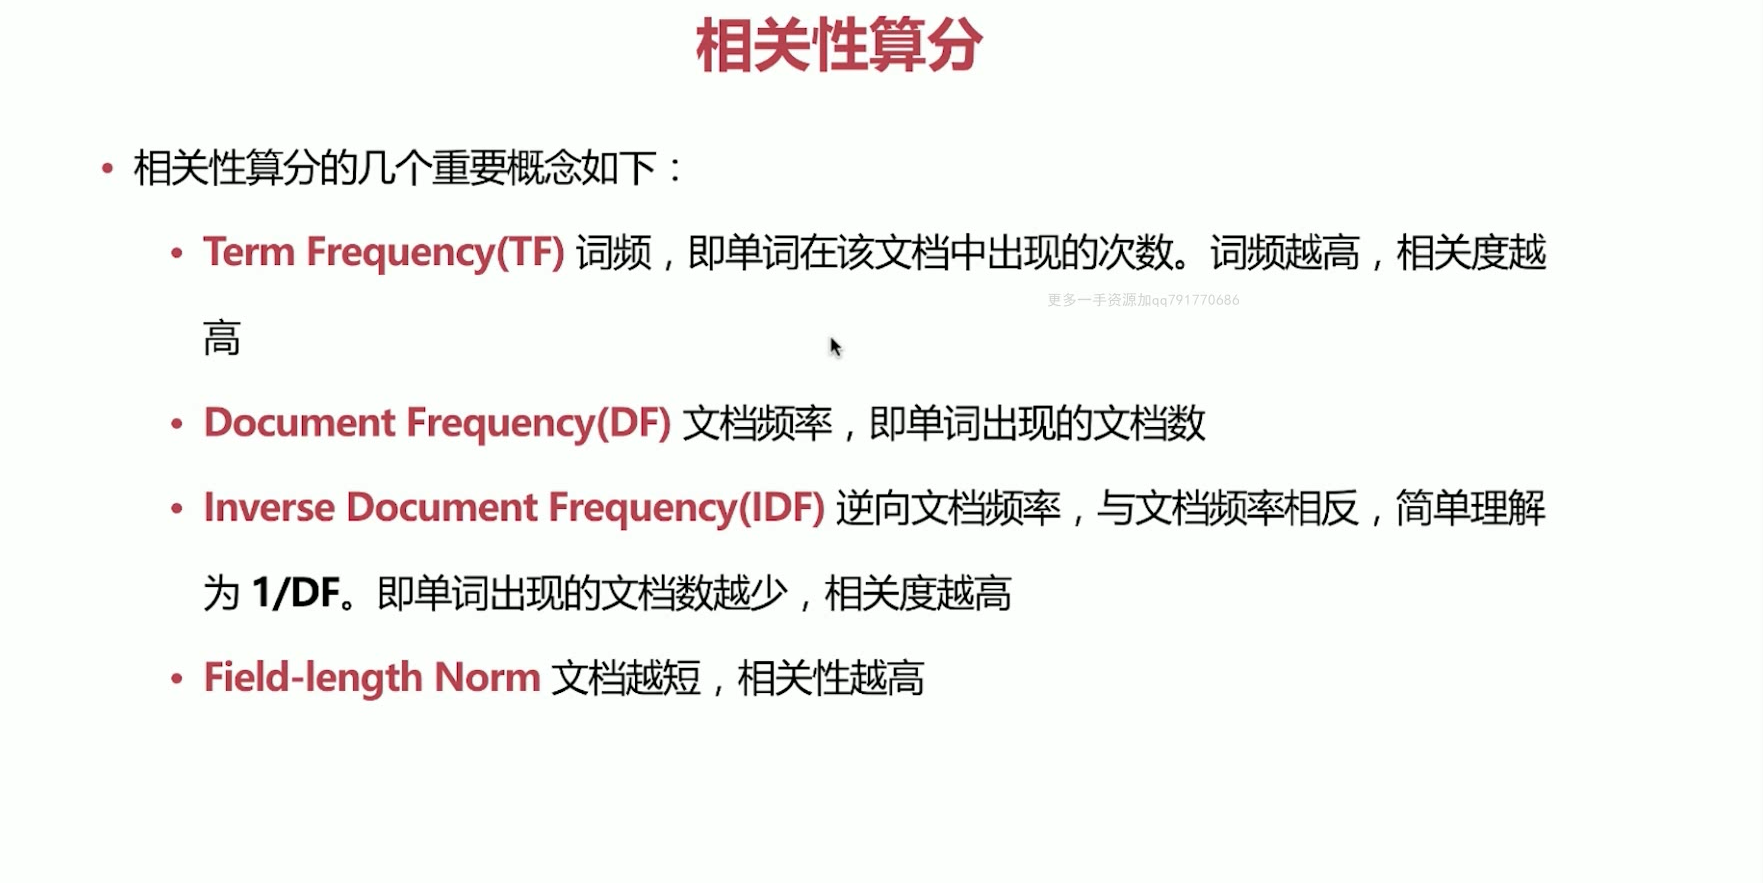 相关性算分
• 相关性算分的几个重要概念如下：
• Term Frequency(TF) 词频，即单词在该文档中出现的次数。词频越高，相关度越
更多一手资源加qq791770686
高
• Document Frequency(DF) 文档频率，即单词出现的文档数
• Inverse Document Frequency(IDF) 逆向文档频率，与文档频率相反，简单理解
为 1/DF。即单词出现的文档数越少，相关度越高
• Field-length Norm 文档越短，相关性越高